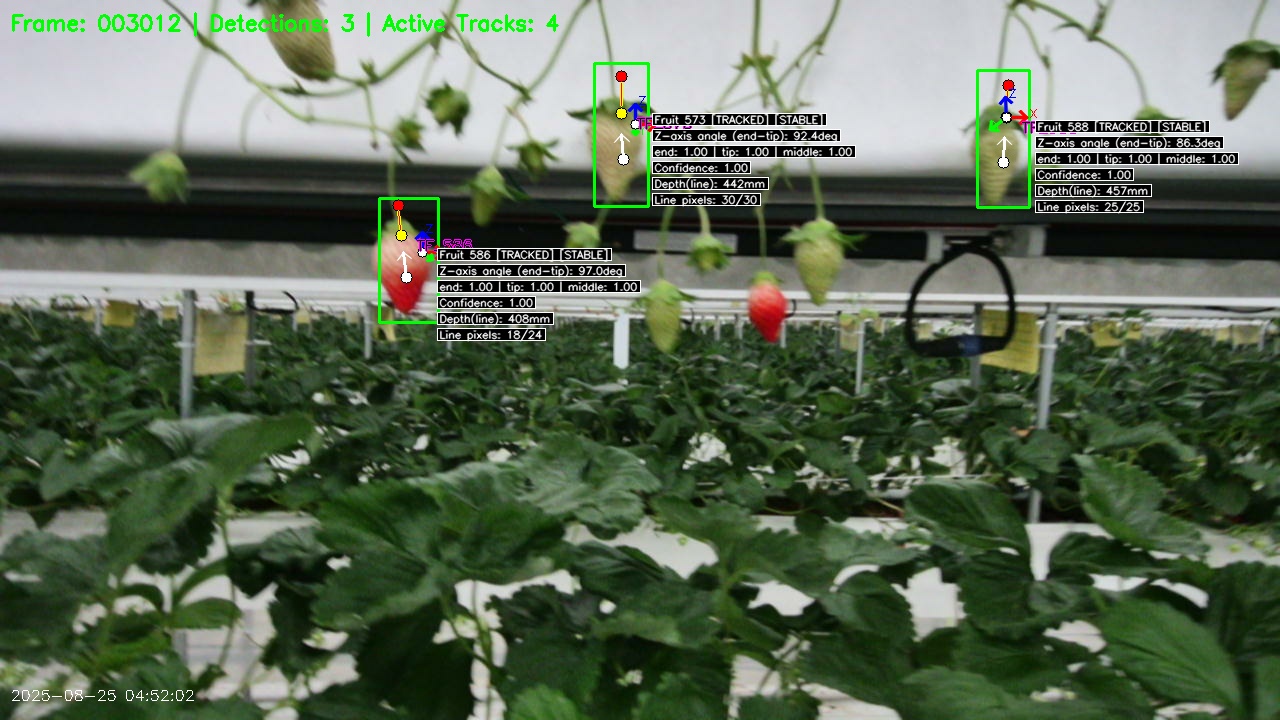 Frame: 003012 | Detections: 3 | Active Tracks: 4
Z
Fruit 573 [TRACKED] [STABLE]
Z-axis angle (end-tip): 92.4deg
end: 1.00 | tip: 1.00 | middle: 1.00
Confidence: 1.00
Depth(line): 442mm
Line pixels: 30/30
Z
X
Fruit 588 [TRACKED] [STABLE]
Z-axis angle (end-tip): 86.3deg
end: 1.00 | tip: 1.00 | middle: 1.00
Confidence: 1.00
Depth(line): 457mm
Line pixels: 25/25
Z
Fruit 586 [TRACKED] [STABLE]
Z-axis angle (end-tip): 97.0deg
end: 1.00 | tip: 1.00 | middle: 1.00
Confidence: 1.00
Depth(line): 408mm
Line pixels: 18/24
2025-08-25 04:52:02